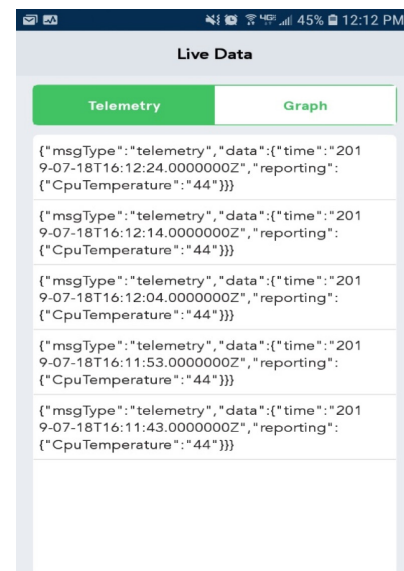 4G 45% 12:12 PM
Live Data
Telemetry Graph
{"msgType":"telemetry","data":{"time":"201
9-07-18T16:12:24.0000000Z","reporting":
{"CpuTemperature":"44"}}}
{"msgType":"telemetry","data":{"time":"201
9-07-18T16:12:14.0000000Z","reporting":
{"CpuTemperature":"44"}}}
{"msgType":"telemetry","data":{"time":"201
9-07-18T16:12:04.0000000Z","reporting":
{"CpuTemperature":"44"}}}
{"msgType":"telemetry","data":{"time":"201
9-07-18T16:11:53.0000000Z","reporting":
{"CpuTemperature":"44"}}}
{"msgType":"telemetry","data":{"time":"201
9-07-18T16:11:43.0000000Z","reporting":
{"CpuTemperature":"44"}}}